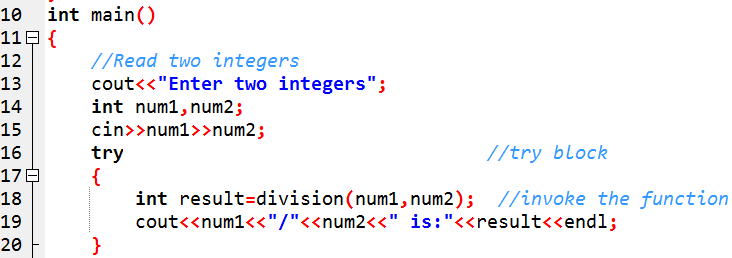 10 int main()
11 {
12 //Read two integers
13 cout<<"Enter two integers";
14 int num1,num2;
15 cin>>num1>>num2;
16 try //try block
17 {
18 int result=division(num1,num2); //invoke the function
19 cout<<num1<<"/"<<num2<<" is:"<<result<<endl;
20 }